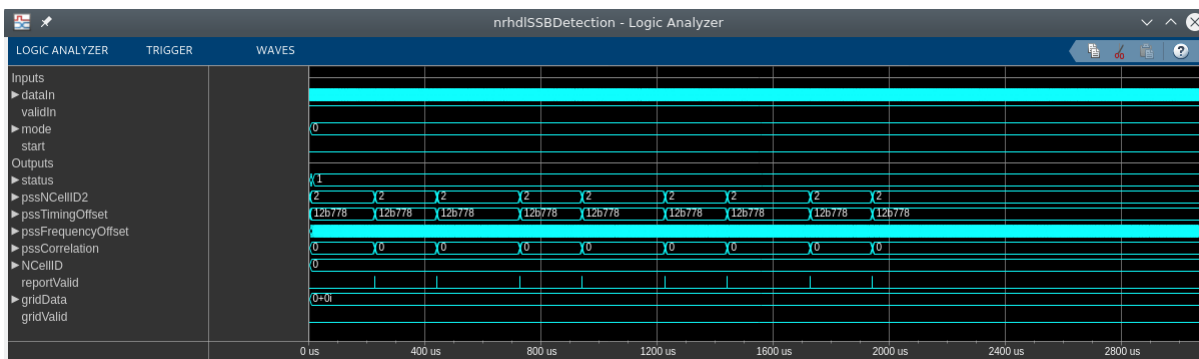 nrhdlSSBDetection - Logic Analyzer
LOGIC ANALYZER TRIGGER WAVES ?
Inputs
dataIn
validIn
mode 0
start
Outputs
status 1
pssNCellID2 2 2 2 2 2 2 2 2 2
pssTimingOffset 12b778 12b778 12b778 12b778 12b778 12b778 12b778 12b778 12b778
pssFrequencyOffset
pssCorrelation 0 0 0 0 0 0 0 0 0
NCellID 0
reportValid
gridData 0+0i
gridValid
0 us 400 us 800 us 1200 us 1600 us 2000 us 2400 us 2800 us